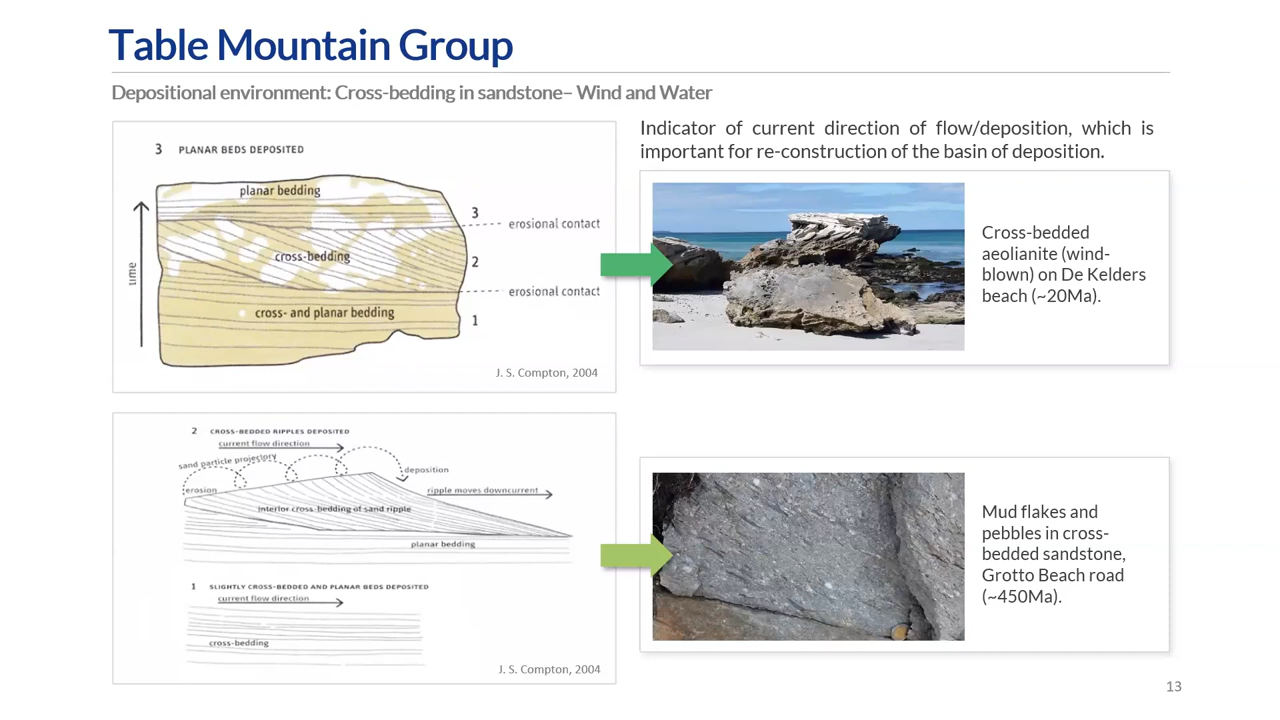 Table Mountain Group
Depositional environment: Cross-bedding in sandstone– Wind and Water
3 PLANAR BEDS DEPOSITED
planar bedding
3
erosional contact
cross-bedding
2
time
erosional contact
cross- and planar bedding
1
J. S. Compton, 2004
2 CROSS-BEDDED RIPPLES DEPOSITED
current flow direction
sand particle projectory
deposition
erosion
ripple moves downcurrent
interior cross-bedding of sand ripple
planar bedding
1 SLIGHTLY CROSS-BEDDED AND PLANAR BEDS DEPOSITED
current flow direction
cross-bedding
J. S. Compton, 2004
Indicator of current direction of flow/deposition, which is
important for re-construction of the basin of deposition.
Cross-bedded
aeolianite (wind-
blown) on De Kelders
beach (~20Ma).
Mud flakes and
pebbles in cross-
bedded sandstone,
Grotto Beach road
(~450Ma).
13